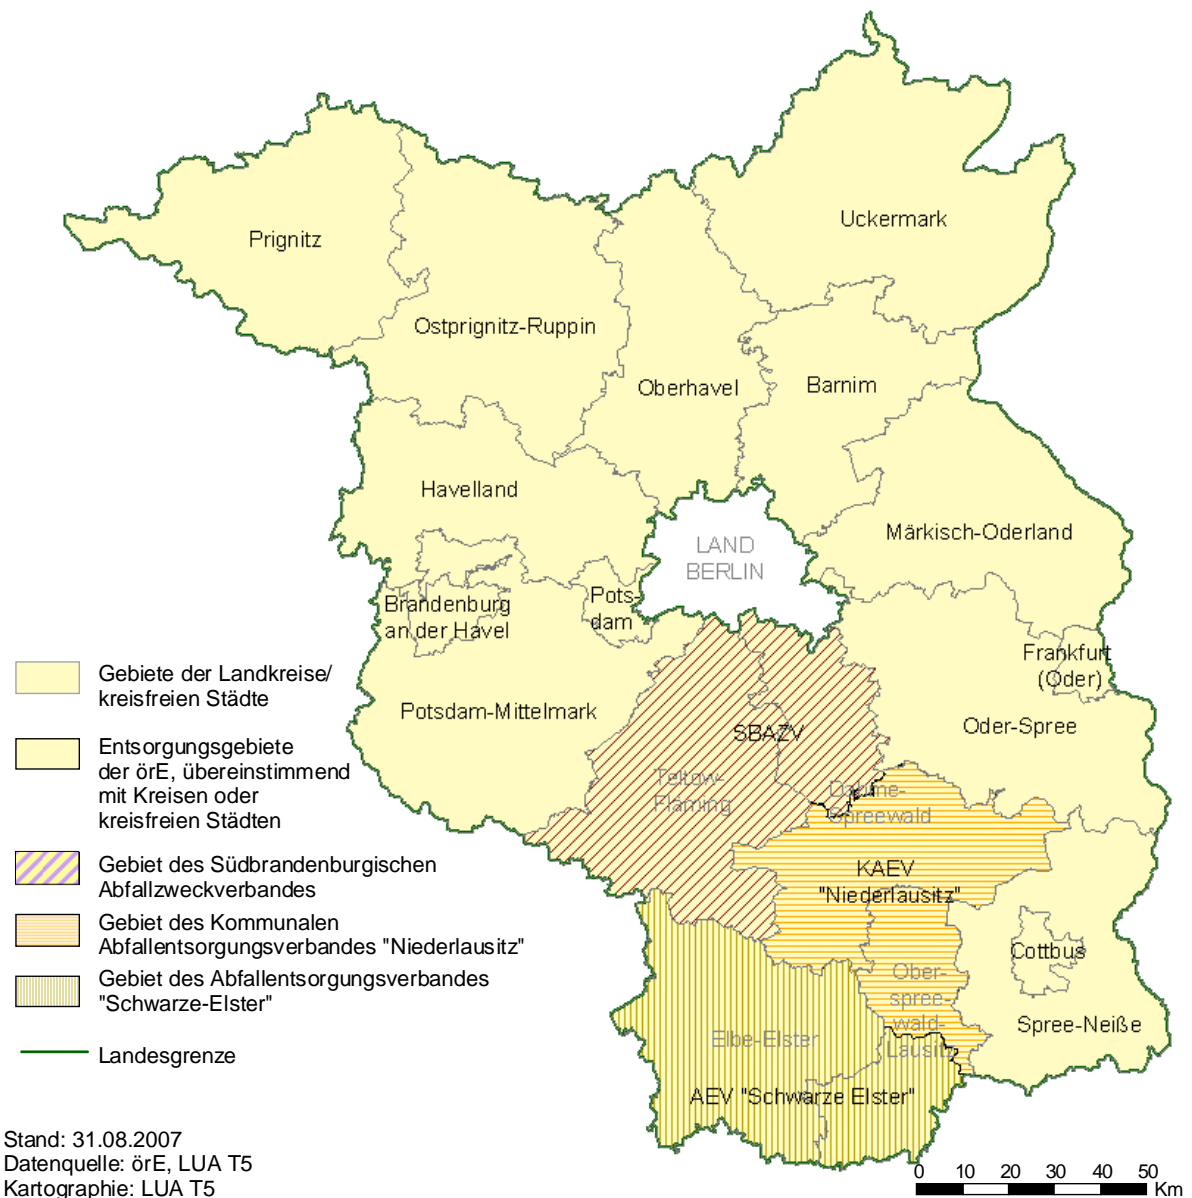 Uckermark
Prignitz
Ostprignitz-Ruppin
Oberhavel
Barnim
Havelland
Märkisch-Oderland
LAND
BERLIN
Pots-
dam
Brandenburg
an der Havel
Frankfurt
(Oder)
Potsdam-Mittelmark
Oder-Spree
SBAZV
Teltow-
Fläming
Dahme-
Spreewald
KAEV
"Niederlausitz"
Cottbus
Ober-
spree-
wald-
Lausitz
Spree-Neiße
Elbe-Elster
AEV "Schwarze Elster"
Gebiete der Landkreise/
kreisfreien Städte
Entsorgungsgebiete
der örE, übereinstimmend
mit Kreisen oder
kreisfreien Städten
Gebiet des Südbrandenburgischen
Abfallzweckverbandes
Gebiet des Kommunalen
Abfallentsorgungsverbandes "Niederlausitz"
Gebiet des Abfallentsorgungsverbandes
"Schwarze-Elster"
Landesgrenze
Stand: 31.08.2007
Datenquelle: örE, LUA T5
Kartographie: LUA T5
0 10 20 30 40 50
Km